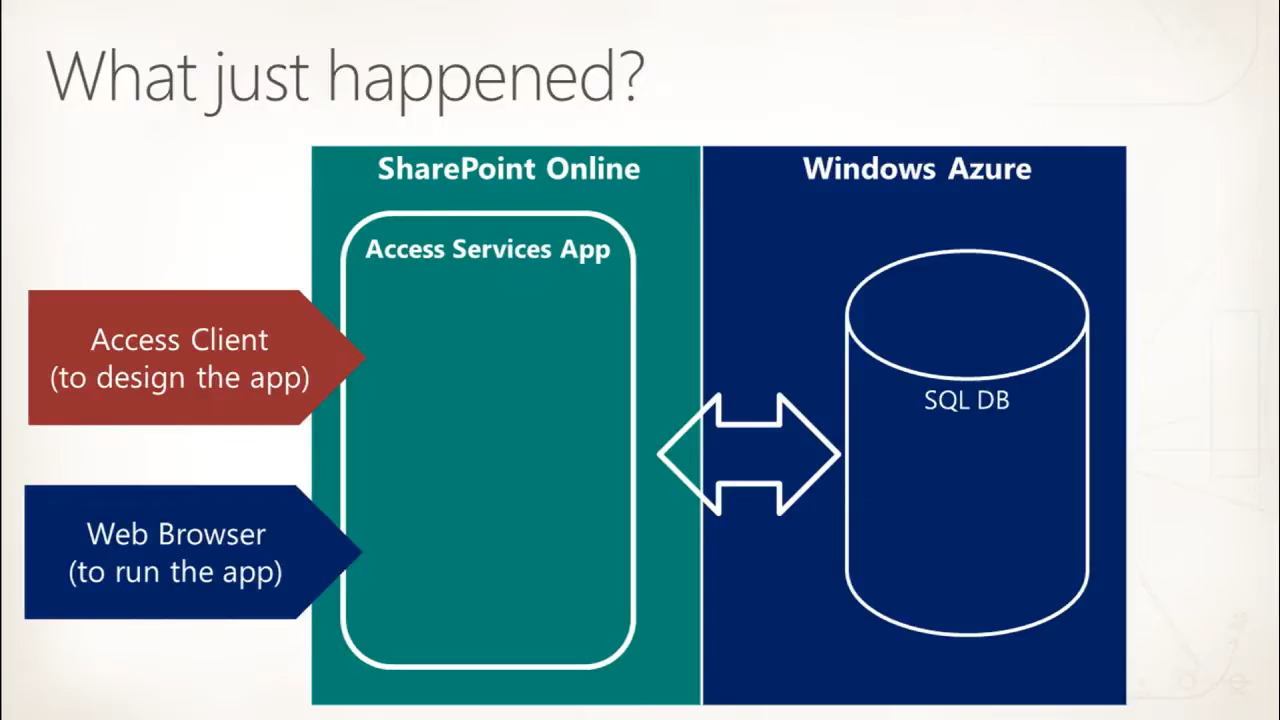 What just happened?
SharePoint Online
Windows Azure
Access Services App
Access Client
(to design the app)
SQL DB
Web Browser
(to run the app)